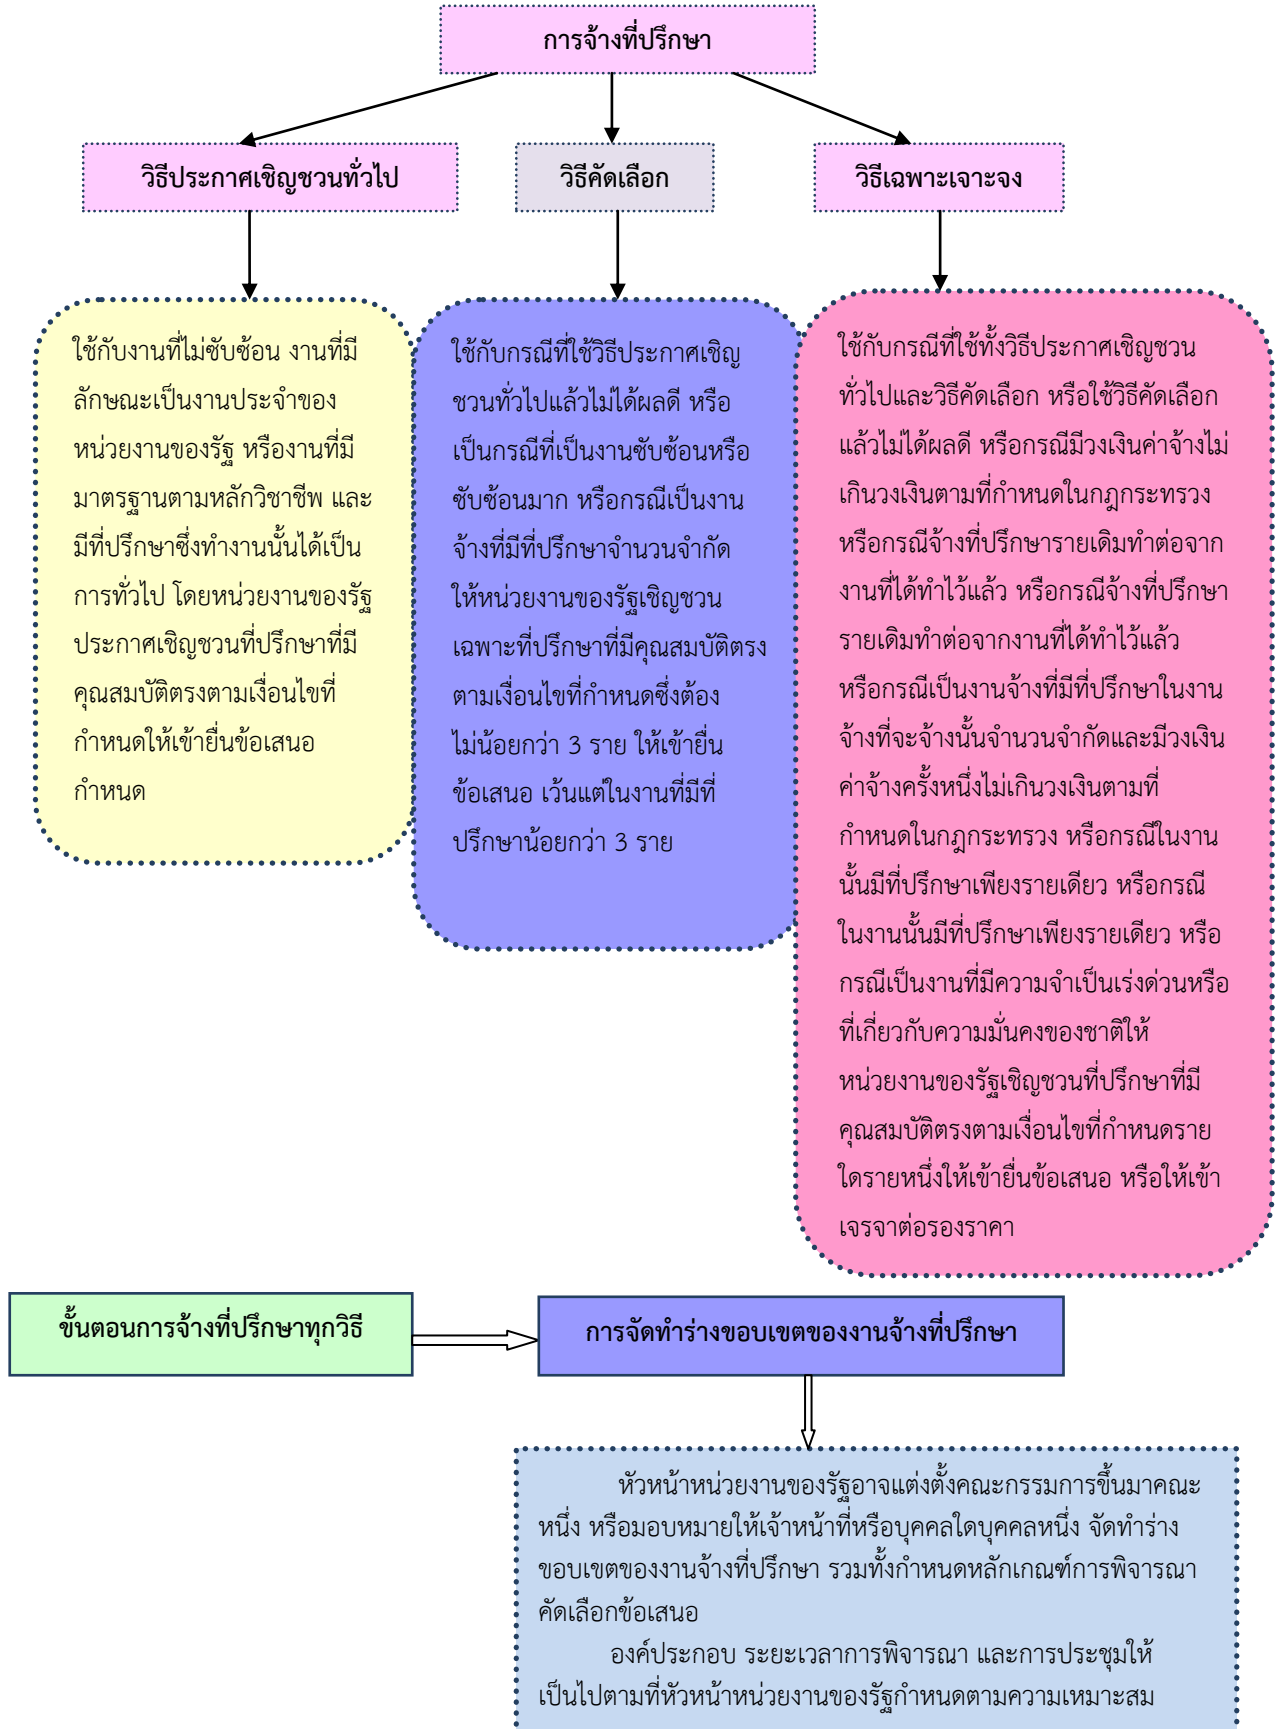 การจ้างที่ปรึกษา
วิธีประกาศเชิญชวนทั่วไป
วิธีคัดเลือก
วิธีเฉพาะเจาะจง
ใช้กับงานที่ไม่ซับซ้อน งานที่มี
ลักษณะเป็นงานประจำของ
หน่วยงานของรัฐ หรืองานที่มี
มาตรฐานตามหลักวิชาชีพ และ
มีที่ปรึกษาซึ่งทำงานนั้นได้เป็น
การทั่วไป โดยหน่วยงานของรัฐ
ประกาศเชิญชวนที่ปรึกษาที่มี
คุณสมบัติตรงตามเงื่อนไขที่
กำหนดให้เข้ายื่นข้อเสนอ
กำหนด
ใช้กับกรณีที่ใช้วิธีประกาศเชิญ
ชวนทั่วไปแล้วไม่ได้ผลดี หรือ
เป็นกรณีที่เป็นงานซับซ้อนหรือ
ซับซ้อนมาก หรือกรณีเป็นงาน
จ้างที่มีที่ปรึกษาจำนวนจำกัด
ให้หน่วยงานของรัฐเชิญชวน
เฉพาะที่ปรึกษาที่มีคุณสมบัติตรง
ตามเงื่อนไขที่กำหนดซึ่งต้อง
ไม่น้อยกว่า 3 ราย ให้เข้ายื่น
ข้อเสนอ เว้นแต่ในงานที่มีที่
ปรึกษาน้อยกว่า 3 ราย
ใช้กับกรณีที่ใช้ทั้งวิธีประกาศเชิญชวน
ทั่วไปและวิธีคัดเลือก หรือใช้วิธีคัดเลือก
แล้วไม่ได้ผลดี หรือกรณีมีวงเงินค่าจ้างไม่
เกินวงเงินตามที่กำหนดในกฎกระทรวง
หรือกรณีจ้างที่ปรึกษารายเดิมทำต่อจาก
งานที่ได้ทำไว้แล้ว หรือกรณีจ้างที่ปรึกษา
รายเดิมทำต่อจากงานที่ได้ทำไว้แล้ว
หรือกรณีเป็นงานจ้างที่มีที่ปรึกษาในงาน
จ้างที่จะจ้างนั้นจำนวนจำกัดและมีวงเงิน
ค่าจ้างครั้งหนึ่งไม่เกินวงเงินตามที่
กำหนดในกฎกระทรวง หรือกรณีในงาน
นั้นมีที่ปรึกษาเพียงรายเดียว หรือกรณี
ในงานนั้นมีที่ปรึกษาเพียงรายเดียว หรือ
กรณีเป็นงานที่มีความจำเป็นเร่งด่วนหรือ
ที่เกี่ยวกับความมั่นคงของชาติให้
หน่วยงานของรัฐเชิญชวนที่ปรึกษาที่มี
คุณสมบัติตรงตามเงื่อนไขที่กำหนดราย
ใดรายหนึ่งให้เข้ายื่นข้อเสนอ หรือให้เข้า
เจรจาต่อรองราคา
ขั้นตอนการจ้างที่ปรึกษาทุกวิธี
การจัดทำร่างขอบเขตของงานจ้างที่ปรึกษา
หัวหน้าหน่วยงานของรัฐอาจแต่งตั้งคณะกรรมการขึ้นมาคณะ
หนึ่ง หรือมอบหมายให้เจ้าหน้าที่หรือบุคคลใดบุคคลหนึ่ง จัดทำร่าง
ขอบเขตของงานจ้างที่ปรึกษา รวมทั้งกำหนดหลักเกณฑ์การพิจารณา
คัดเลือกข้อเสนอ
องค์ประกอบ ระยะเวลาการพิจารณา และการประชุมให้
เป็นไปตามที่หัวหน้าหน่วยงานของรัฐกำหนดตามความเหมาะสม